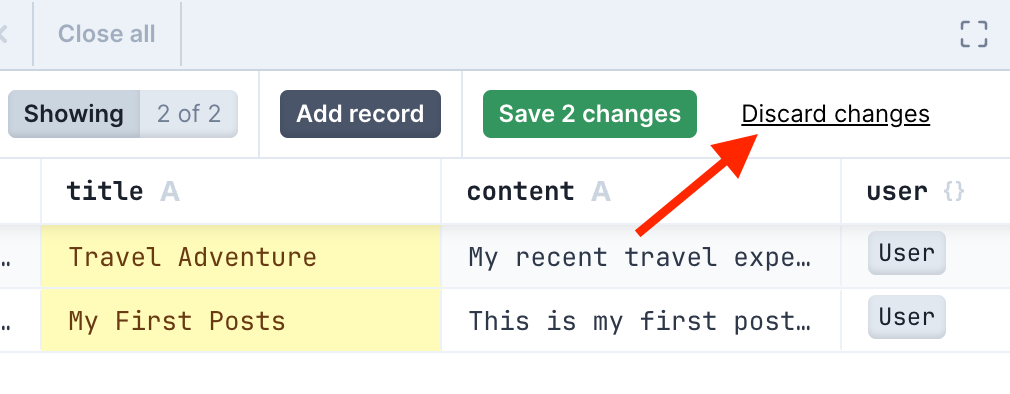 Close all
Showing 2 of 2 Add record Save 2 changes Discard changes
title A content A user {}
… Travel Adventure My recent travel expe… User
… My First Posts This is my first post… User